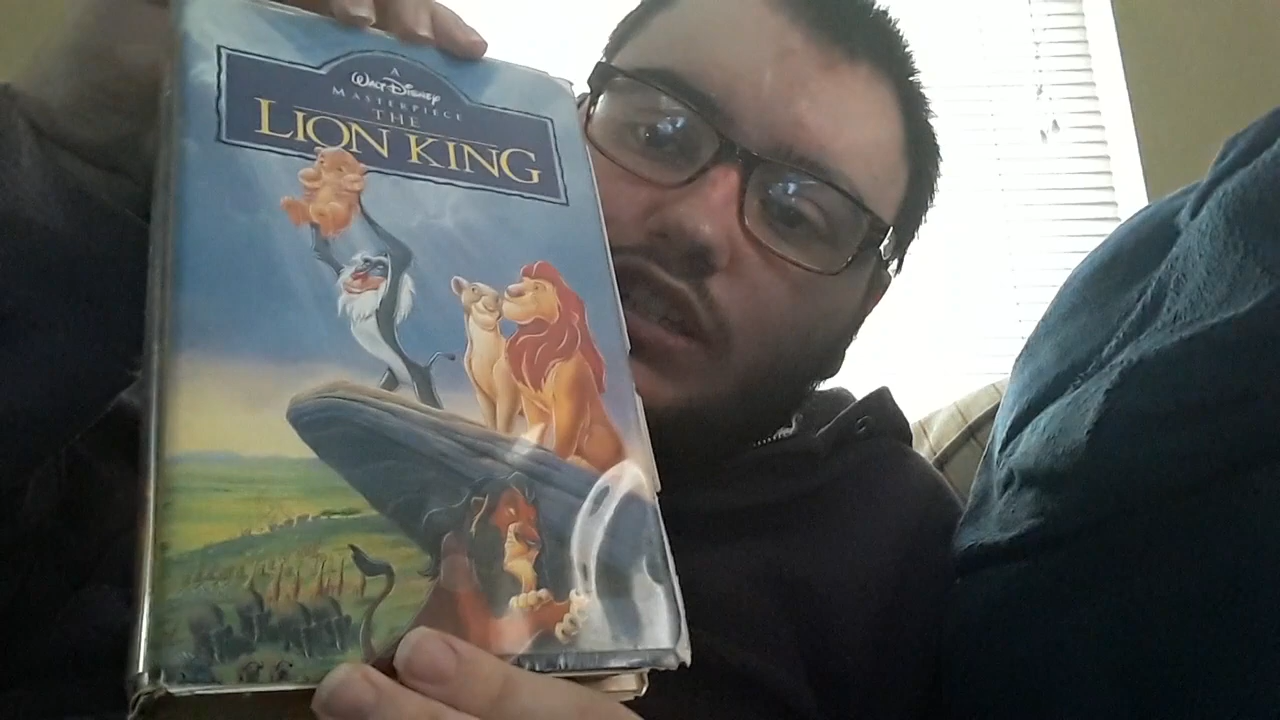 A
WALT DISNEY
MASTERPIECE
THE
LION KING